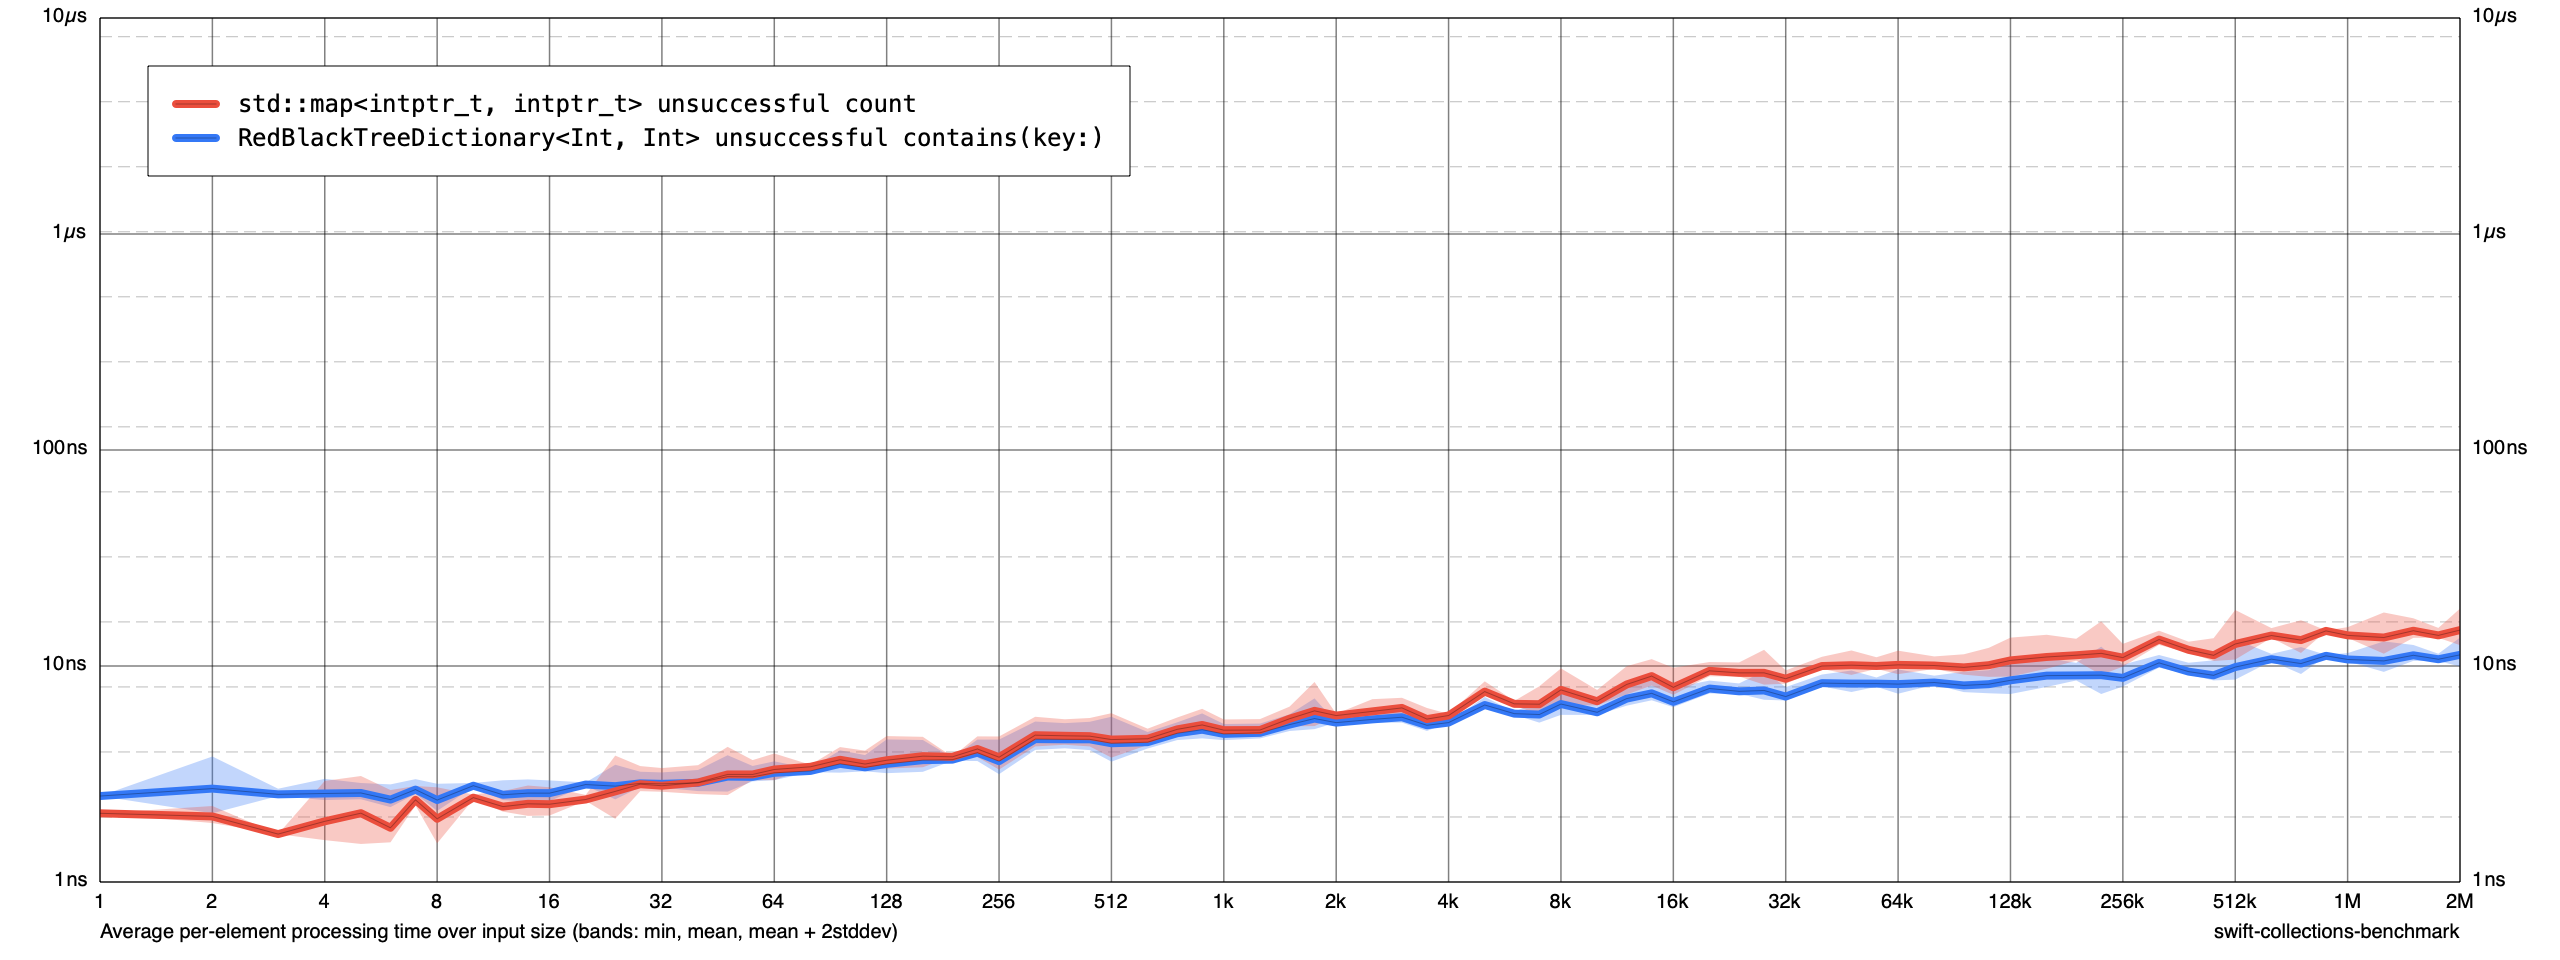 10µs 10µs
std::map<intptr_t, intptr_t> unsuccessful count
RedBlackTreeDictionary<Int, Int> unsuccessful contains(key:)
1µs 1µs
100ns 100ns
10ns 10ns
1ns 1ns
1 2 4 8 16 32 64 128 256 512 1k 2k 4k 8k 16k 32k 64k 128k 256k 512k 1M 2M
Average per-element processing time over input size (bands: min, mean, mean + 2stddev) swift-collections-benchmark